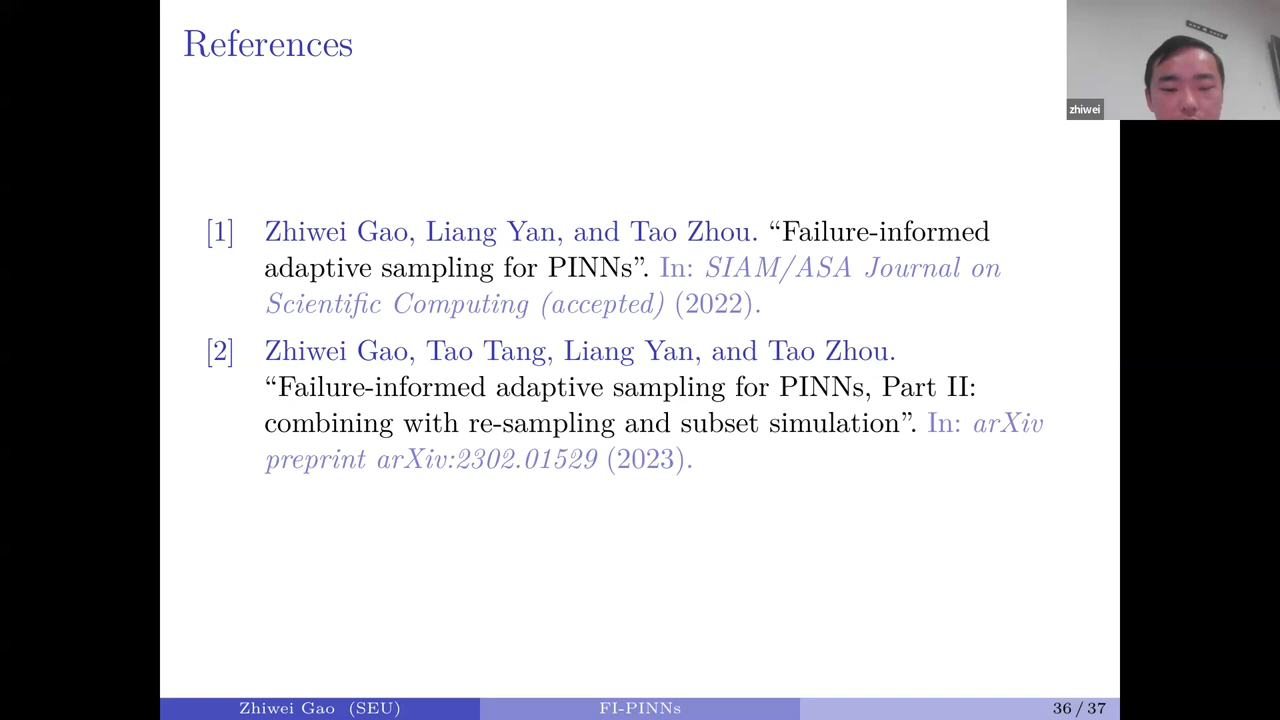 References
zhiwei
[1] Zhiwei Gao, Liang Yan, and Tao Zhou. “Failure-informed
adaptive sampling for PINNs”. In: SIAM/ASA Journal on
Scientific Computing (accepted) (2022).
[2] Zhiwei Gao, Tao Tang, Liang Yan, and Tao Zhou.
“Failure-informed adaptive sampling for PINNs, Part II:
combining with re-sampling and subset simulation”. In: arXiv
preprint arXiv:2302.01529 (2023).
Zhiwei Gao (SEU) FI-PINNs 36 / 37